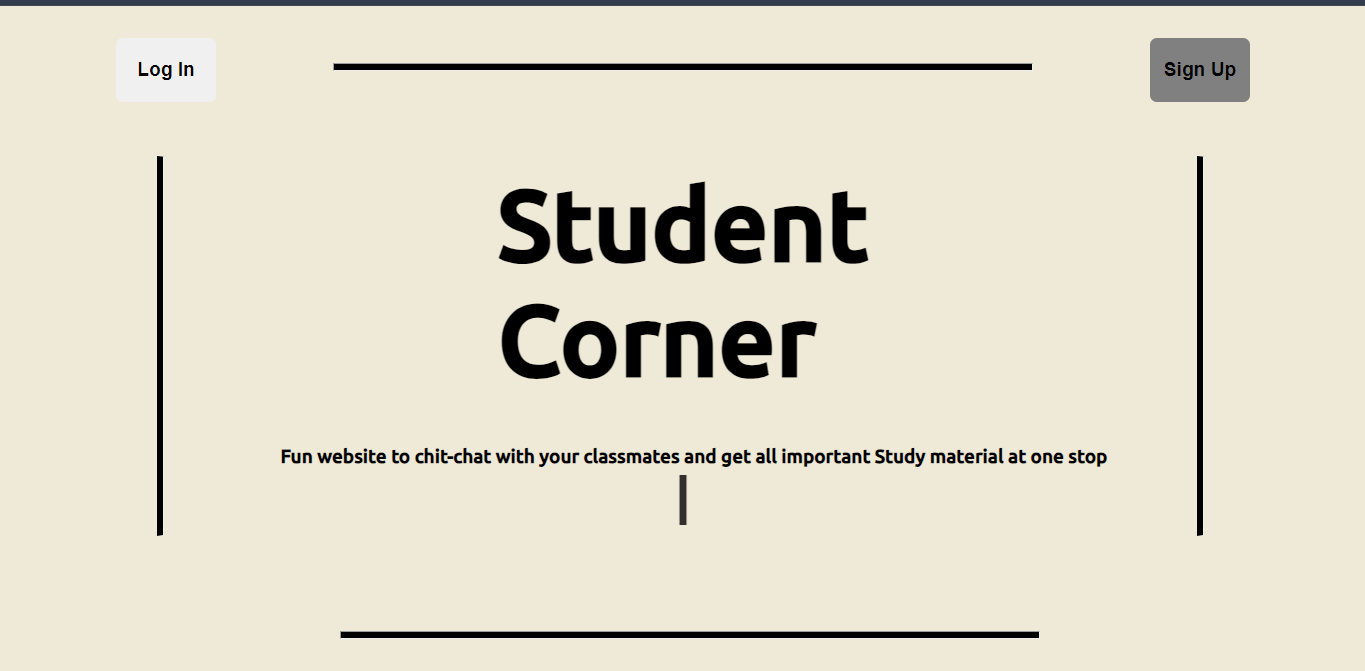 Log In
Sign Up
Student
Corner
Fun website to chit-chat with your classmates and get all important Study material at one stop